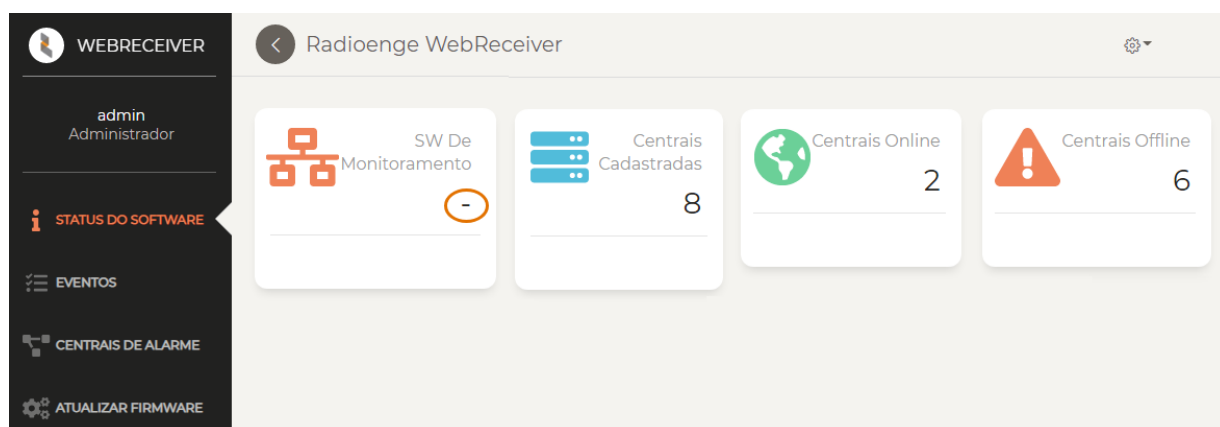 WEBRECEIVER
Radioenge WebReceiver
admin
Administrador
SW De
Monitoramento
-
Centrais
Cadastradas
8
Centrais Online
2
Centrais Offline
6
STATUS DO SOFTWARE
EVENTOS
CENTRAIS DE ALARME
ATUALIZAR FIRMWARE